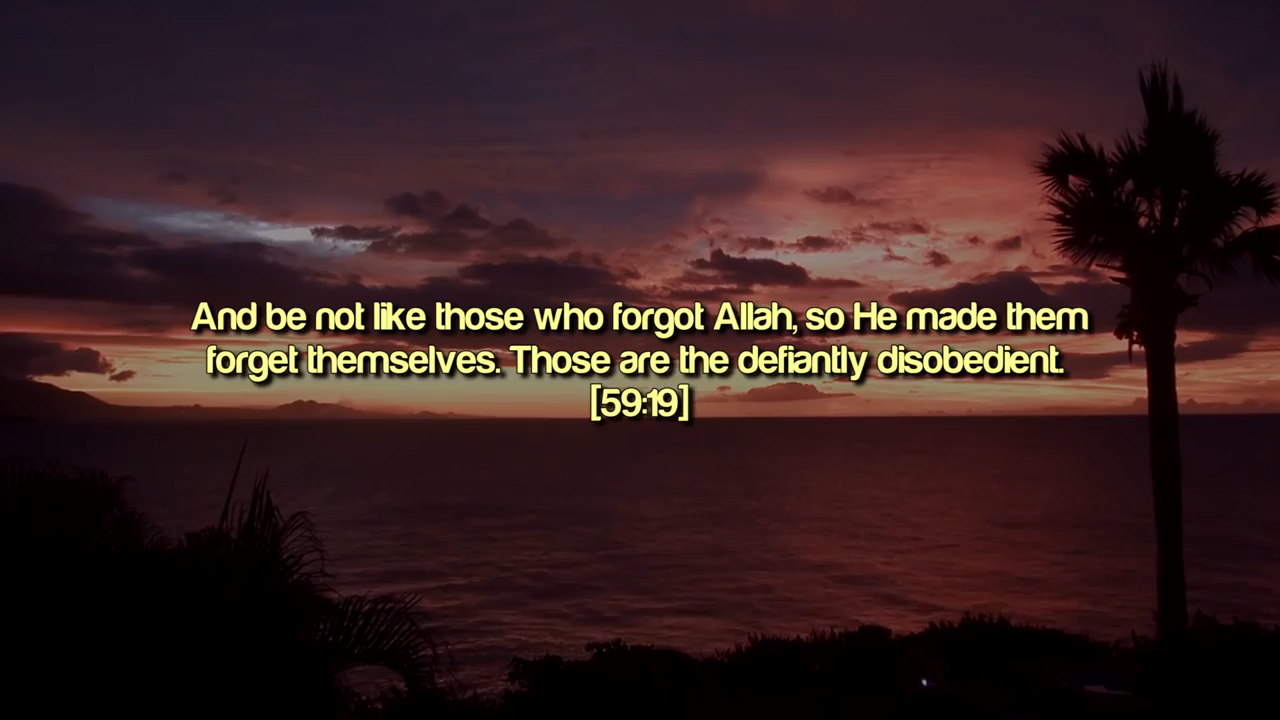 And be not like those who forgot Allah, so He made them
forget themselves. Those are the defiantly disobedient.
[59:19]